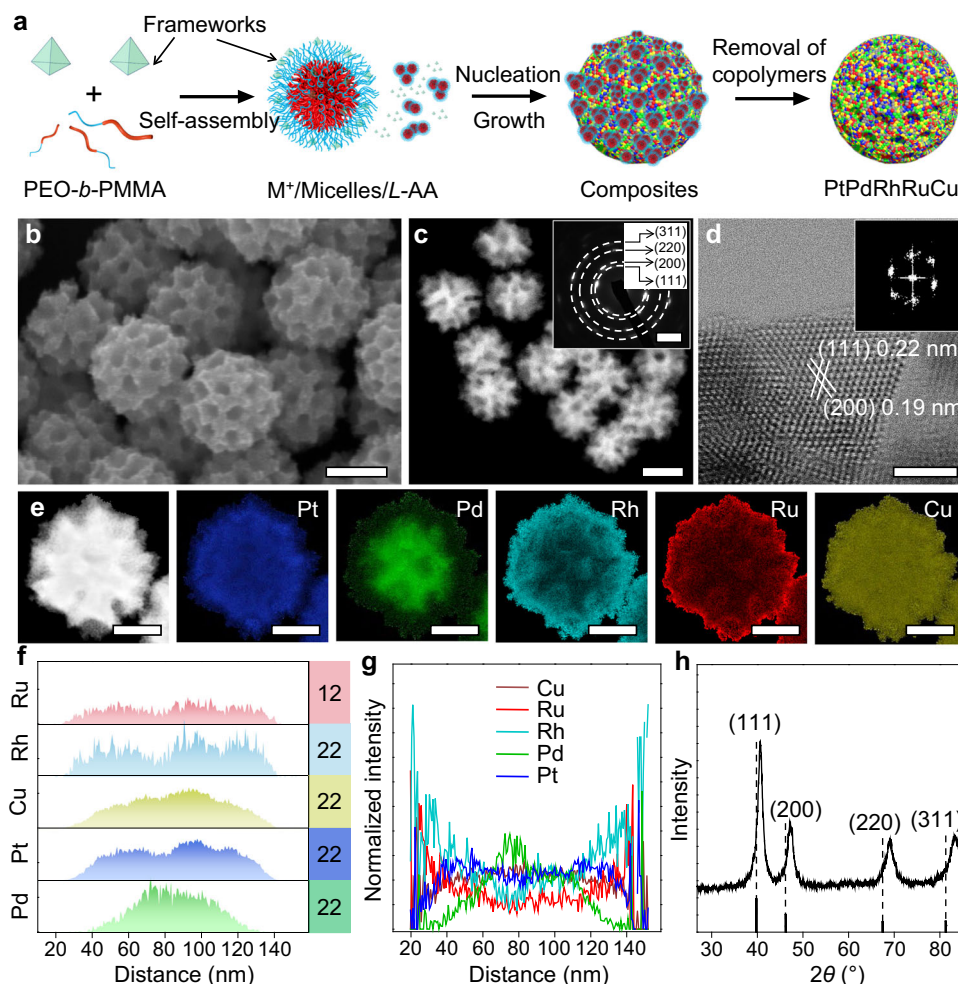 a
Frameworks
+
Self-assembly
Nucleation
Growth
Removal of
copolymers
PEO-b-PMMA
M⁺/Micelles/L-AA
Composites
PtPdRhRuCu
b
c
(311)
(220)
(200)
(111)
d
(111) 0.22 nm
(200) 0.19 nm
e
Pt
Pd
Rh
Ru
Cu
f
Ru
12
Rh
22
Cu
22
Pt
22
Pd
22
20 60 100 140
Distance (nm)
g
Normalized intensity
Cu
Ru
Rh
Pd
Pt
20 40 60 80 100 120 140
Distance (nm)
h
Intensity
(111)
(200)
(220)
(311)
30 40 50 60 70 80
2θ (°)